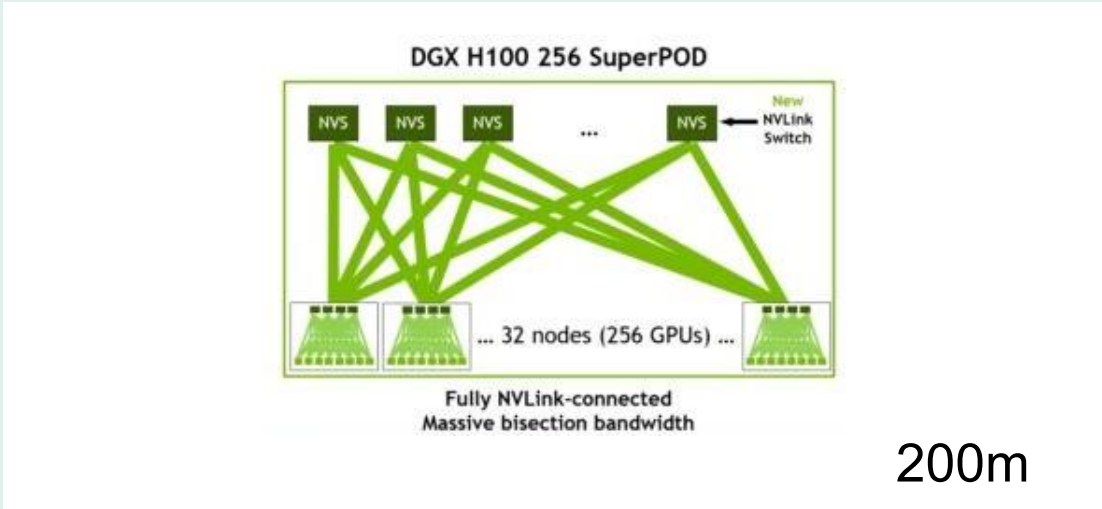 DGX H100 256 SuperPOD
NVS NVS NVS ... NVS
New
NVLink
Switch
... 32 nodes (256 GPUs) ...
Fully NVLink-connected
Massive bisection bandwidth
200m